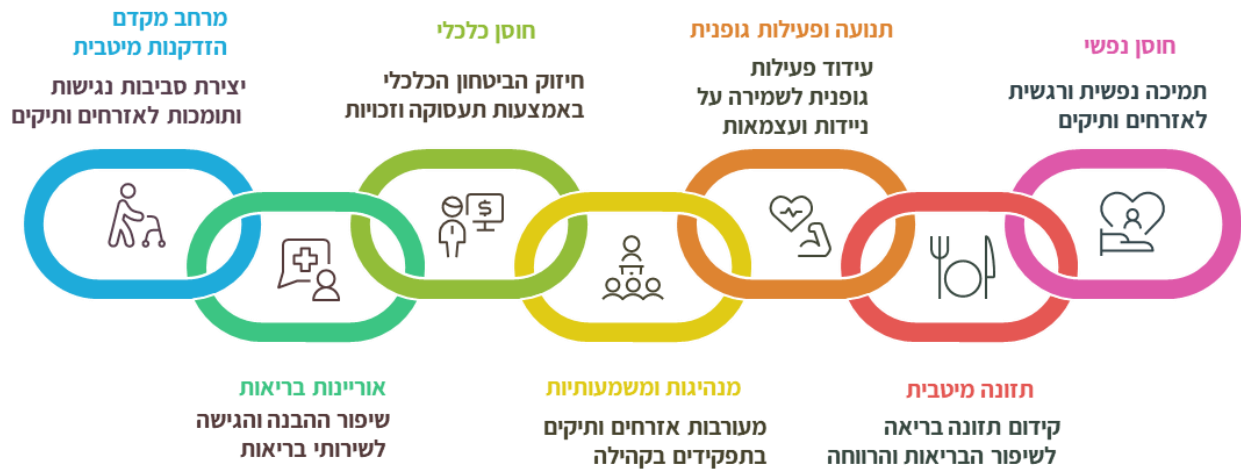 חוסן נפשי
תמיכה נפשית ורגשית
לאזרחים ותיקים
תזונה מיטבית
קידום תזונה בריאה
לשיפור הבריאות והרווחה
תנועה ופעילות גופנית
עידוד פעילות
גופנית לשמירה על
ניידות ועצמאות
מנהיגות ומשמעותיות
מעורבות אזרחים ותיקים
בתפקידים בקהילה
חוסן כלכלי
חיזוק הביטחון הכלכלי
באמצעות תעסוקה וזכויות
$
אוריינות בריאות
שיפור ההבנה והגישה
לשירותי בריאות
מרחב מקדם
הזדקנות מיטבית
יצירת סביבות נגישות
ותומכות לאזרחים ותיקים